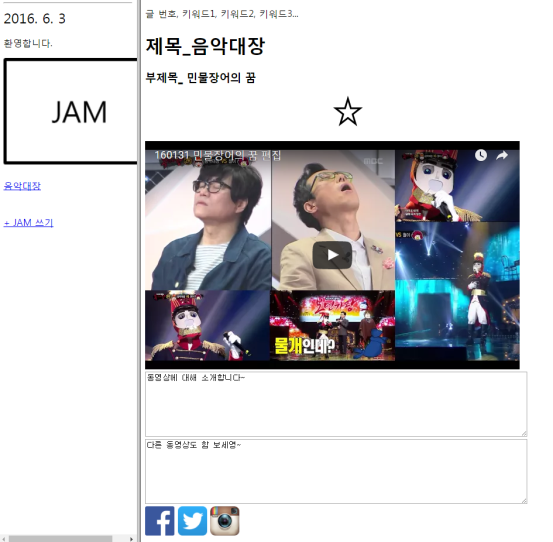 2016. 6. 3
환영합니다.
JAM
음악대장
+ JAM 쓰기
글 번호, 키워드1, 키워드2, 키워드3...
제목_음악대장
부제목_ 민물장어의 꿈
160131 민물장어의 꿈 편집
MBC
물개인데?
동영상에 대해 소개합니다~
다른 동영상도 함 보세영~